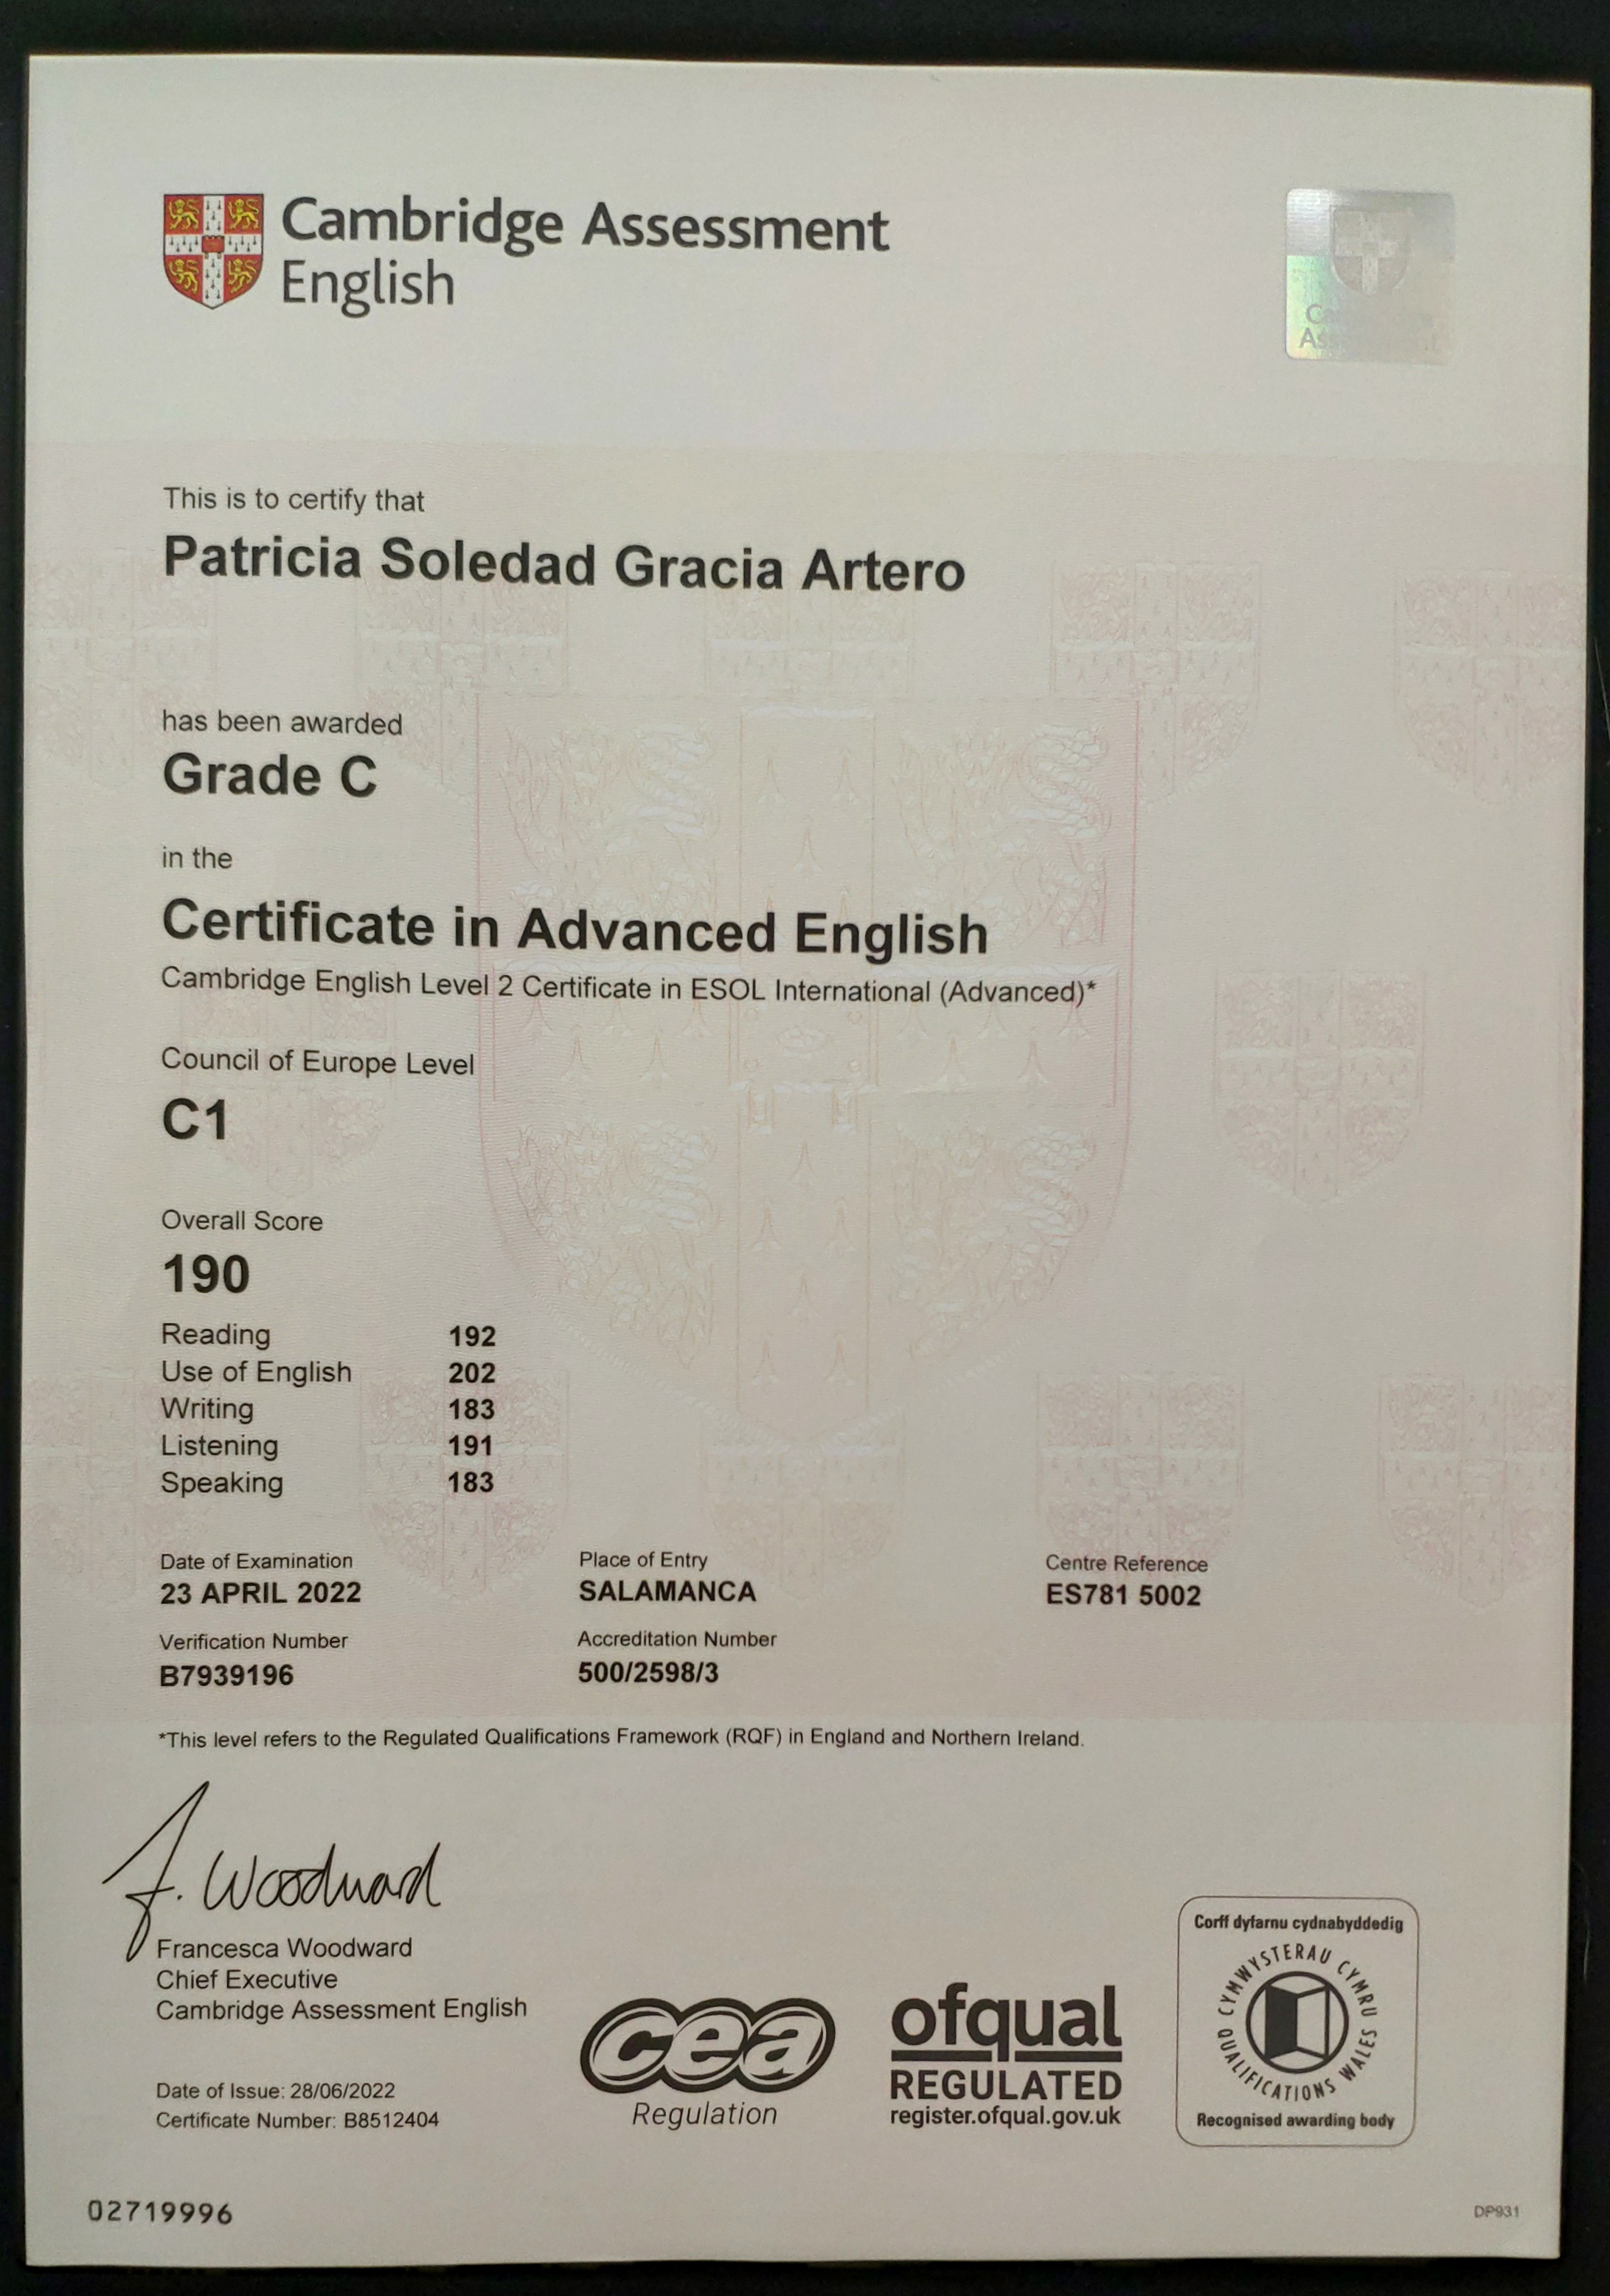 Cambridge Assessment
English
This is to certify that
Patricia Soledad Gracia Artero
has been awarded
Grade C
in the
Certificate in Advanced English
Cambridge English Level 2 Certificate in ESOL International (Advanced)*
Council of Europe Level
C1
Overall Score
190
Reading 192
Use of English 202
Writing 183
Listening 191
Speaking 183
Date of Examination Place of Entry Centre Reference
23 APRIL 2022 SALAMANCA ES781 5002
Verification Number Accreditation Number
B7939196 500/2598/3
*This level refers to the Regulated Qualifications Framework (RQF) in England and Northern Ireland.
F. Woodward
Francesca Woodward
Chief Executive
Cambridge Assessment English
Date of Issue: 28/06/2022
Certificate Number: B8512404
cea
Regulation
ofqual
REGULATED
register.ofqual.gov.uk
Corff dyfarnu cydnabyddedig
CYMWYSTERAU CYMRU
QUALIFICATIONS WALES
Recognised awarding body
02719996
DP931